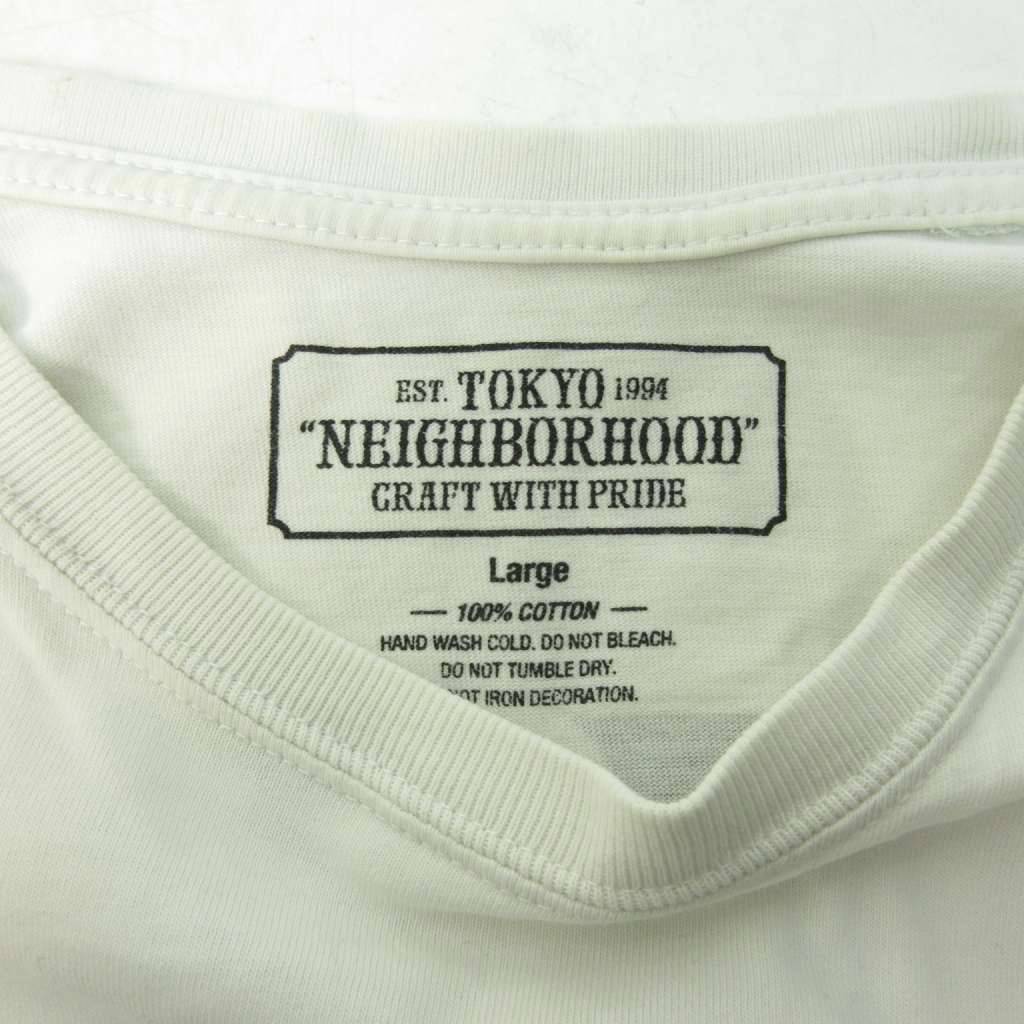 EST. TOKYO 1994
"NEIGHBORHOOD"
CRAFT WITH PRIDE
Large
100% COTTON
HAND WASH COLD. DO NOT BLEACH.
DO NOT TUMBLE DRY.
IRON DECORATION.